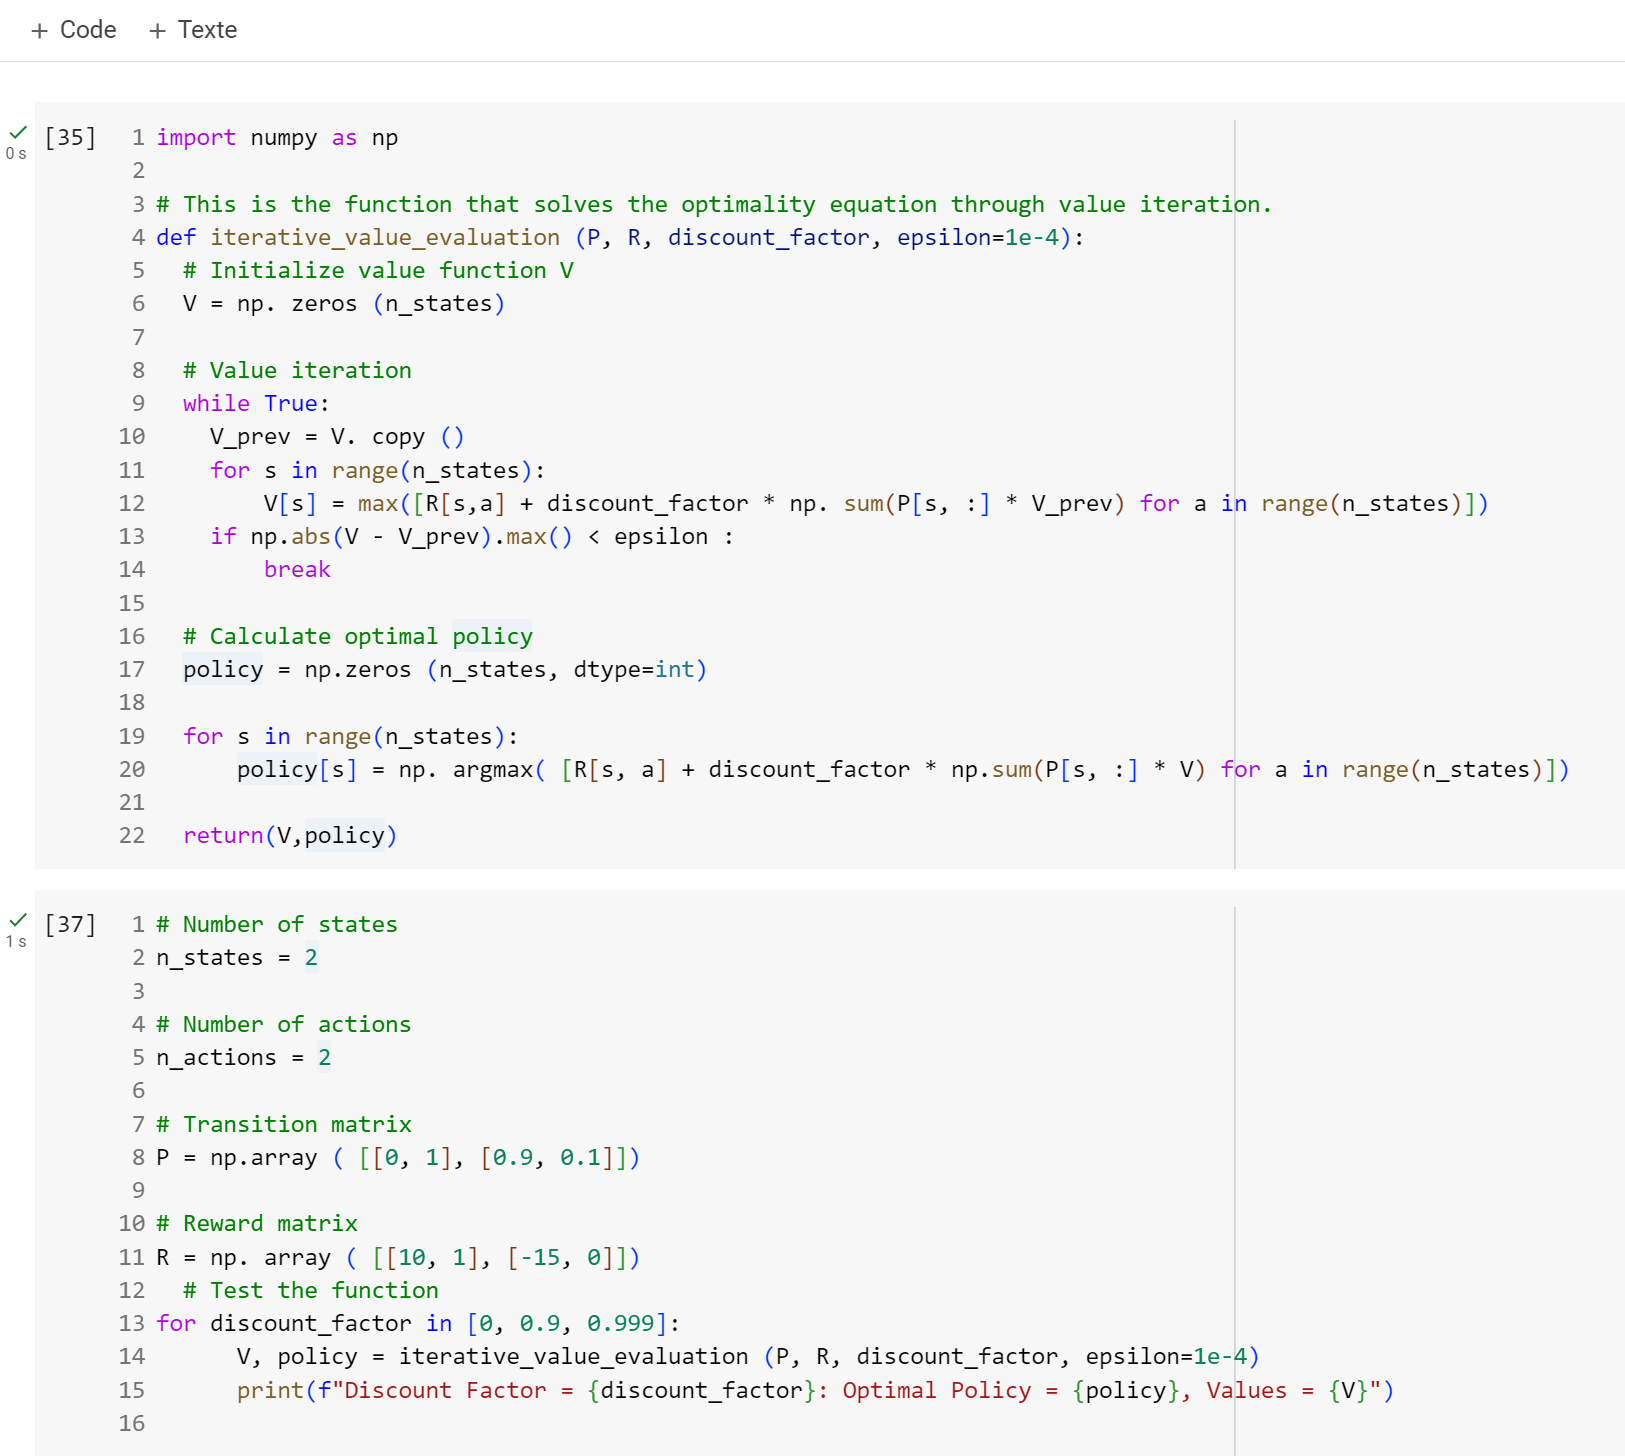 + Code + Texte
[35] 1 import numpy as np
0 s
2
3 # This is the function that solves the optimality equation through value iteration.
4 def iterative_value_evaluation (P, R, discount_factor, epsilon=1e-4):
5   # Initialize value function V
6   V = np. zeros (n_states)
7
8   # Value iteration
9   while True:
10     V_prev = V. copy ()
11     for s in range(n_states):
12         V[s] = max([R[s,a] + discount_factor * np. sum(P[s, :] * V_prev) for a in range(n_states)])
13     if np.abs(V - V_prev).max() < epsilon :
14         break
15
16   # Calculate optimal policy
17   policy = np.zeros (n_states, dtype=int)
18
19   for s in range(n_states):
20       policy[s] = np. argmax( [R[s, a] + discount_factor * np.sum(P[s, :] * V) for a in range(n_states)])
21
22   return(V,policy)
[37] 1 # Number of states
1 s
2 n_states = 2
3
4 # Number of actions
5 n_actions = 2
6
7 # Transition matrix
8 P = np.array ( [[0, 1], [0.9, 0.1]])
9
10 # Reward matrix
11 R = np. array ( [[10, 1], [-15, 0]])
12   # Test the function
13 for discount_factor in [0, 0.9, 0.999]:
14       V, policy = iterative_value_evaluation (P, R, discount_factor, epsilon=1e-4)
15       print(f"Discount Factor = {discount_factor}: Optimal Policy = {policy}, Values = {V}")
16